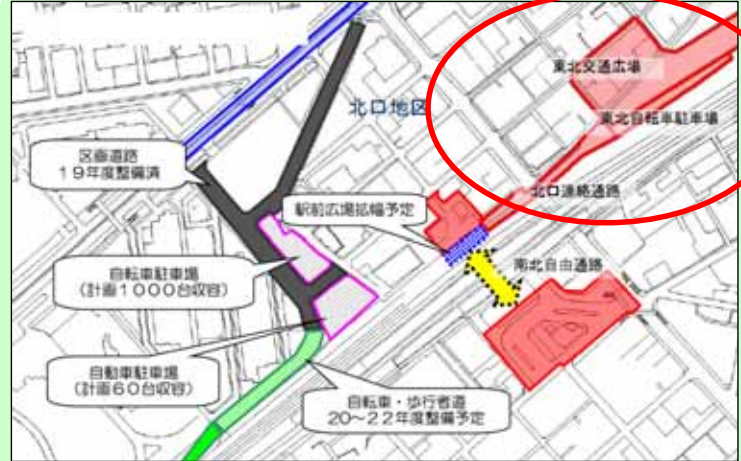 東北交通広場
北口地区
東北自転車駐車場
区画道路
19年度整備済
北口連絡通路
駅前広場拡幅予定
南北自由通路
自転車駐車場
(計画1000台収容)
自動車駐車場
(計画60台収容)
自転車・歩行者道
20~22年度整備予定